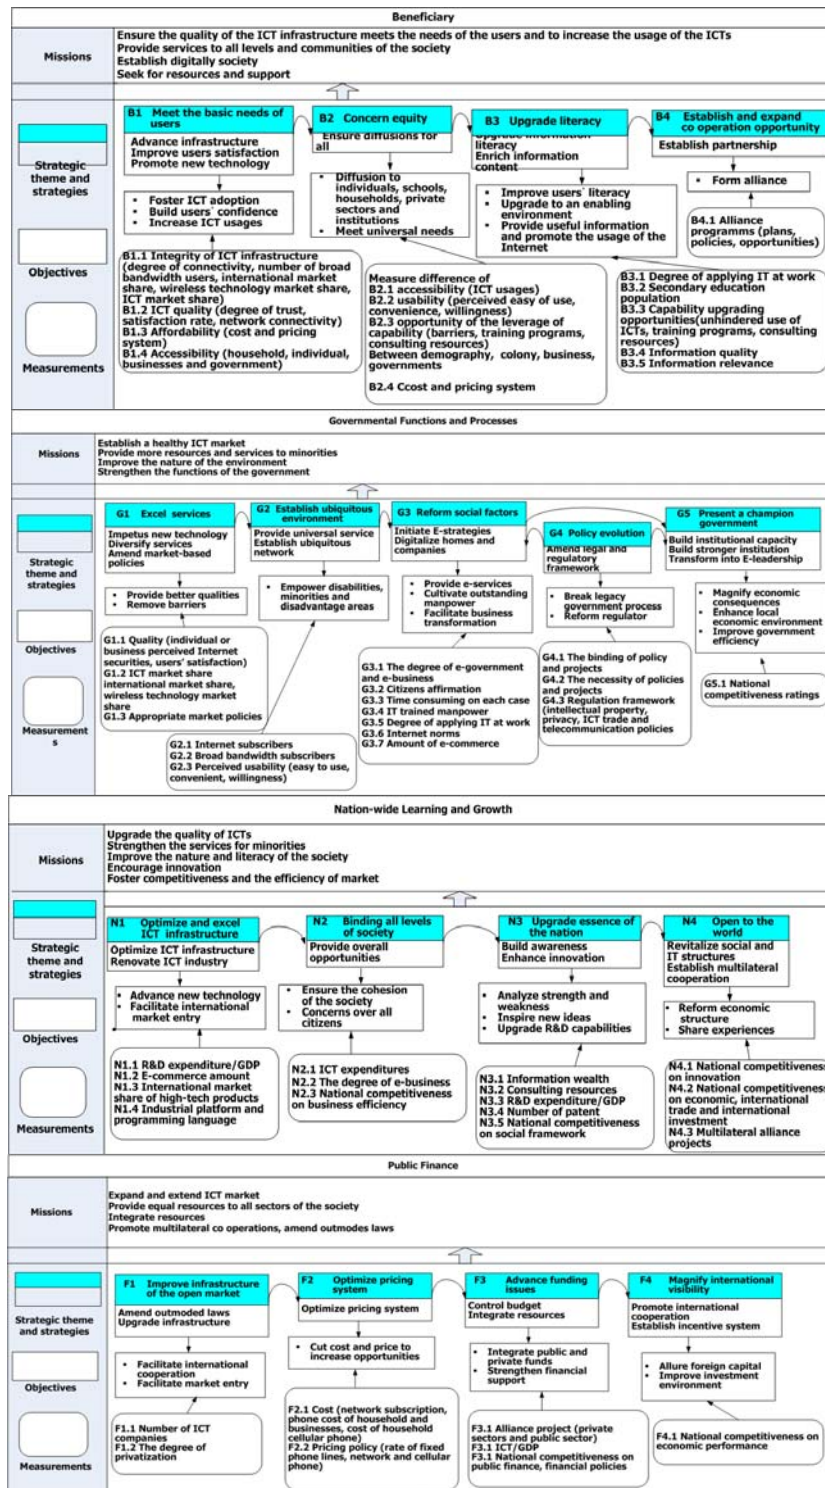 Beneficiary
Missions
Ensure the quality of the ICT infrastructure meets the needs of the users and to increase the usage of the ICTs
Provide services to all levels and communities of the society
Establish digitally society
Seek for resources and support
Strategic
theme and
strategies
Objectives
Measurements
B1 Meet the basic needs of
users
Advance infrastructure
Improve users satisfaction
Promote new technology
▪ Foster ICT adoption
▪ Build users´ confidence
▪ Increase ICT usages
B1.1 Integrity of ICT infrastructure
(degree of connectivity, number of broad
bandwidth users, international market
share, wireless technology market share,
ICT market share)
B1.2 ICT quality (degree of trust,
satisfaction rate, network connectivity)
B1.3 Affordability (cost and pricing
system)
B1.4 Accessibility (household, individual,
businesses and government)
B2 Concern equity
Ensure diffusions for
all
▪ Diffusion to
individuals, schools,
households, private
sectors and
institutions
▪ Meet universal needs
Measure difference of
B2.1 accessibility (ICT usages)
B2.2 usability (perceived easy of use,
convenience, willingness)
B2.3 opportunity of the leverage of
capability (barriers, training programs,
consulting resources)
Between demography, colony, business,
governments
B2.4 Ccost and pricing system
B3 Upgrade literacy
Upgrade information
literacy
Enrich information
content
▪ Improve users´ literacy
▪ Upgrade to an enabling
environment
▪ Provide useful information
and promote the usage of the
Internet
B3.1 Degree of applying IT at work
B3.2 Secondary education
population
B3.3 Capability upgrading
opportunities(unhindered use of
ICTs, training programs, consulting
resources)
B3.4 Information quality
B3.5 Information relevance
B4 Establish and expand
co operation opportunity
Establish partnership
▪ Form alliance
B4.1 Alliance
programms (plans,
policies, opportunities)
Governmental Functions and Processes
Missions
Establish a healthy ICT market
Provide more resources and services to minorities
Improve the nature of the environment
Strengthen the functions of the government
Strategic
theme and
strategies
Objectives
Measurement
s
G1 Excel services
Impetus new technology
Diversify services
Amend market-based
policies
▪ Provide better qualities
▪ Remove barriers
G1.1 Quality (individual or
business perceived Internet
securities, users´ satisfaction)
G1.2 ICT market share
international market share,
wireless technology market
share
G1.3 Appropriate market policies
G2 Establish ubiquitous
environment
Provide universal service
Establish ubiquitous
network
▪ Empower disabilities,
minorities and
disadvantage areas
G2.1 Internet subscribers
G2.2 Broad bandwidth subscribers
G2.3 Perceived usability (easy to use,
convenient, willingness)
G3 Reform social factors
Initiate E-strategies
Digitalize homes and
companies
▪ Provide e-services
▪ Cultivate outstanding
manpower
▪ Facilitate business
transformation
G3.1 The degree of e-government
and e-business
G3.2 Citizens affirmation
G3.3 Time consuming on each case
G3.4 IT trained manpower
G3.5 Degree of applying IT at work
G3.6 Internet norms
G3.7 Amount of e-commerce
G4 Policy evolution
Amend legal and
regulatory
framework
▪ Break legacy
government process
▪ Reform regulator
G4.1 The binding of policy
and projects
G4.2 The necessity of policies
and projects
G4.3 Regulation framework
(intellectual property,
privacy, ICT trade and
telecommunication policies
G5 Present a champion
government
Build institutional capacity
Build stronger institution
Transform into E-leadership
▪ Magnify economic
consequences
▪ Enhance local
economic environment
▪ Improve government
efficiency
G5.1 National
competitiveness ratings
Nation-wide Learning and Growth
Missions
Upgrade the quality of ICTs
Strengthen the services for minorities
Improve the nature and literacy of the society
Encourage innovation
Foster competitiveness and the efficiency of market
Strategic
theme and
strategies
Objectives
Measurements
N1 Optimize and excel
ICT infrastructure
Optimize ICT infrastructure
Renovate ICT industry
▪ Advance new technology
▪ Facilitate international
market entry
N1.1 R&D expenditure/GDP
N1.2 E-commerce amount
N1.3 International market
share of high-tech products
N1.4 Industrial platform and
programming language
N2 Binding all levels
of society
Provide overall
opportunities
▪ Ensure the cohesion
of the society
▪ Concerns over all
citizens
N2.1 ICT expenditures
N2.2 The degree of e-business
N2.3 National competitiveness
on business efficiency
N3 Upgrade essence of
the nation
Build awareness
Enhance innovation
▪ Analyze strength and
weakness
▪ Inspire new ideas
▪ Upgrade R&D capabilities
N3.1 Information wealth
N3.2 Consulting resources
N3.3 R&D expenditure/GDP
N3.4 Number of patent
N3.5 National competitiveness
on social framework
N4 Open to the
world
Revitalize social and
IT structures
Establish multilateral
cooperation
▪ Reform economic
structure
▪ Share experiences
N4.1 National competitiveness
on innovation
N4.2 National competitiveness
on economic, international
trade and international
investment
N4.3 Multilateral alliance
projects
Public Finance
Missions
Expand and extend ICT market
Provide equal resources to all sectors of the society
Integrate resources
Promote multilateral co operations, amend outmodes laws
Strategic theme
and strategies
Objectives
Measurements
F1 Improve infrastructure
of the open market
Amend outmoded laws
Upgrade infrastructure
▪ Facilitate international
cooperation
▪ Facilitate market entry
F1.1 Number of ICT
companies
F1.2 The degree of
privatization
F2 Optimize pricing
system
Optimize pricing system
▪ Cut cost and price to
increase opportunities
F2.1 Cost (network subscription,
phone cost of household and
businesses, cost of household
cellular phone)
F2.2 Pricing policy (rate of fixed
phone lines, network and cellular
phone)
F3 Advance funding
issues
Control budget
Integrate resources
▪ Integrate public and
private funds
▪ Strengthen financial
support
F3.1 Alliance project (private
sectors and public sector)
F3.1 ICT/GDP
F3.1 National competitiveness on
public finance, financial policies
F4 Magnify international
visibility
Promote international
cooperation
Establish incentive system
▪ Allure foreign capital
▪ Improve investment
environment
F4.1 National competitiveness on
economic performance